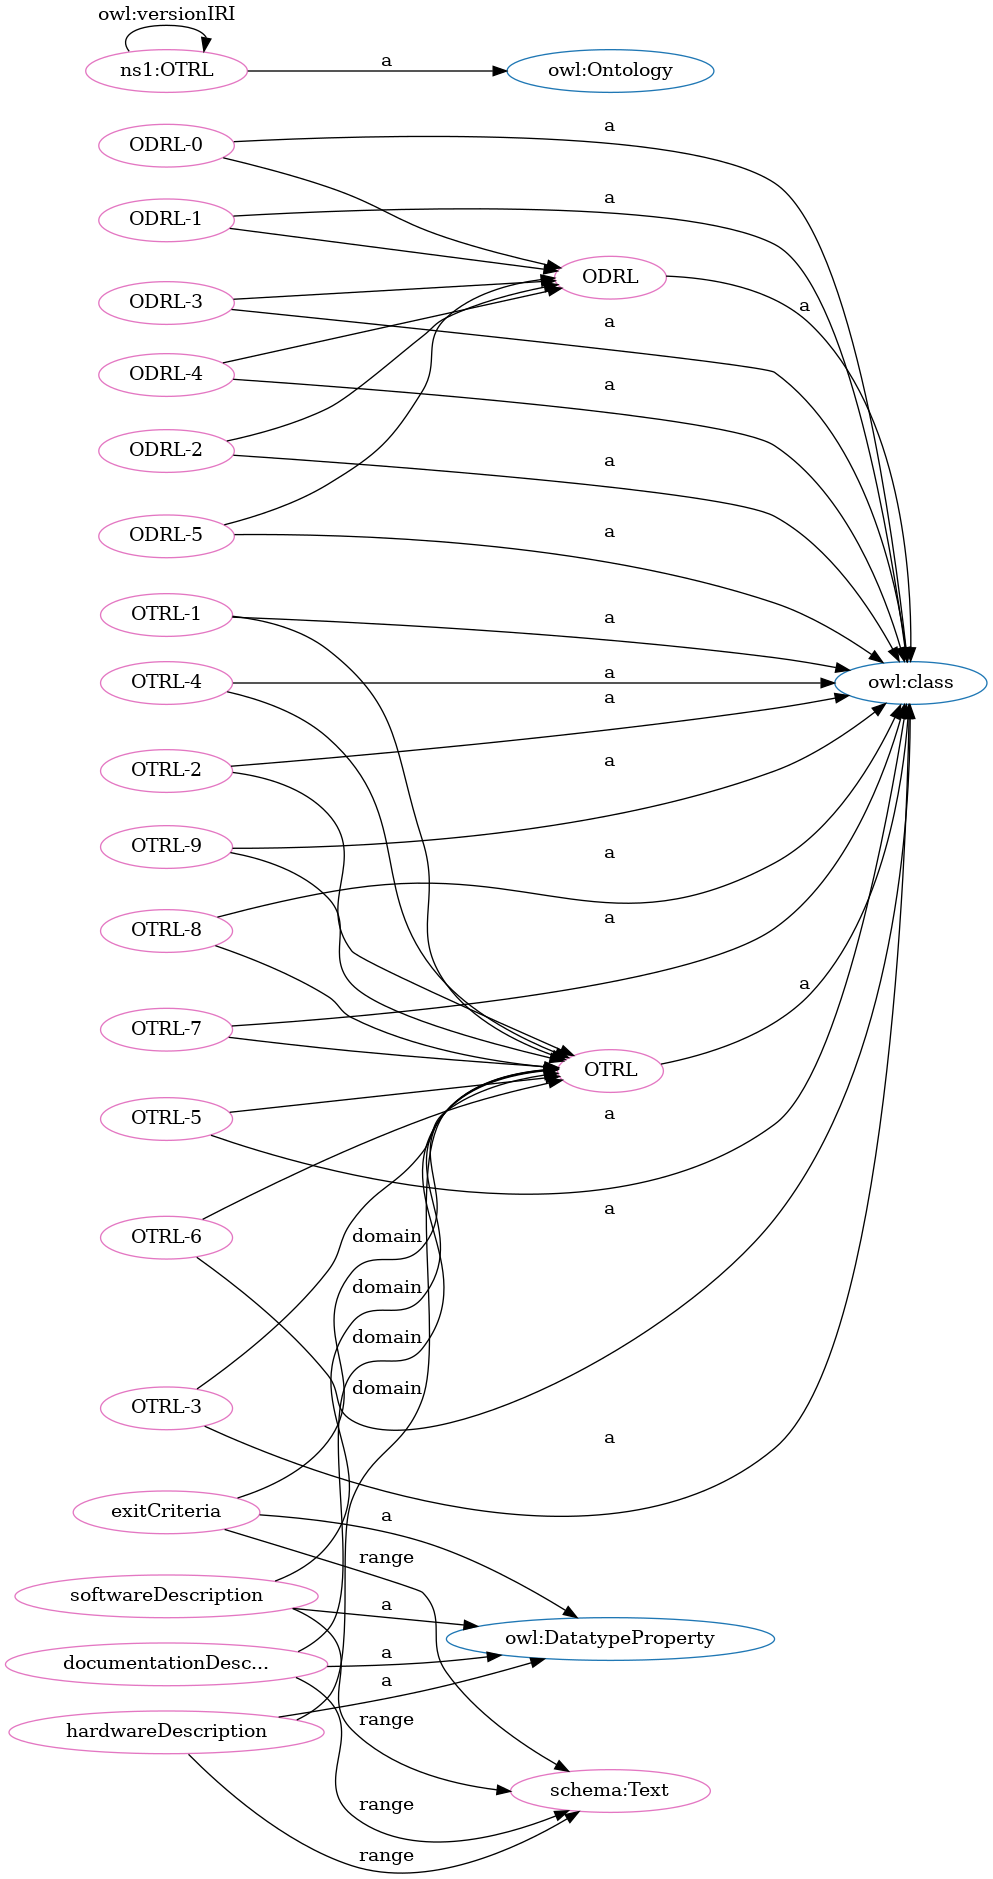 owl:versionIRI
ns1:OTRL
a
owl:Ontology
ODRL-0
a
ODRL-1
a
ODRL
ODRL-3
a
a
ODRL-4
a
ODRL-2
a
ODRL-5
a
OTRL-1
a
OTRL-4
a
owl:class
a
OTRL-2
a
OTRL-9
a
OTRL-8
a
a
OTRL-7
OTRL
OTRL-5
a
a
OTRL-6
domain
domain
domain
domain
OTRL-3
a
exitCriteria
a
range
softwareDescription
a
owl:DatatypeProperty
documentationDesc...
a
a
hardwareDescription
range
schema:Text
range
range